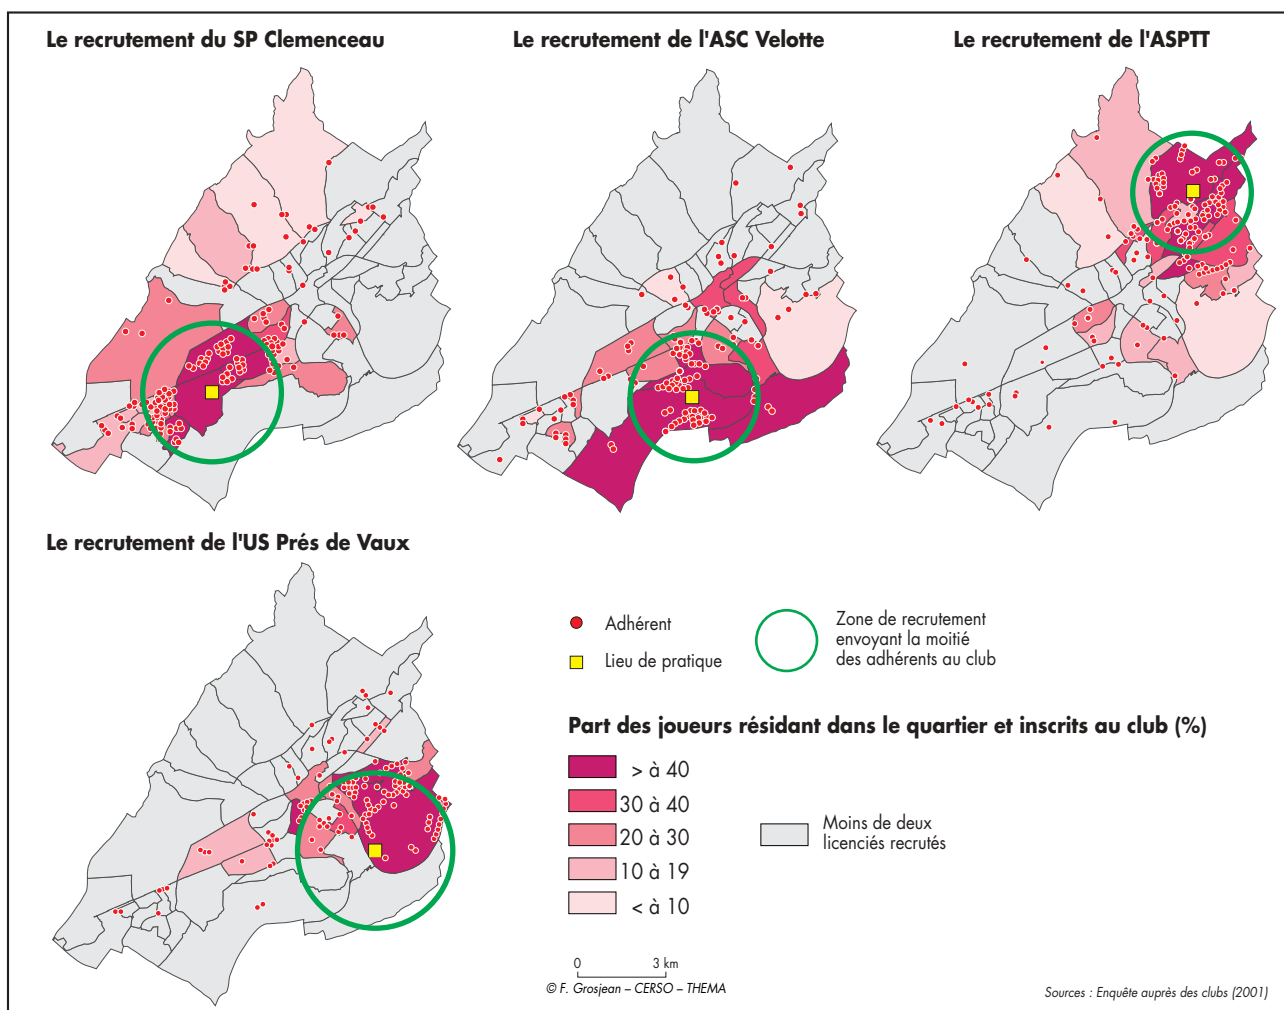 Le recrutement du SP Clemenceau
Le recrutement de l'ASC Velotte
Le recrutement de l'ASPTT
Le recrutement de l'US Prés de Vaux
Adhérent
Lieu de pratique
Zone de recrutement
envoyant la moitié
des adhérents au club
Part des joueurs résidant dans le quartier et inscrits au club (%)
> à 40
30 à 40
20 à 30
10 à 19
< à 10
Moins de deux
licenciés recrutés
0 3 km
© F. Grosjean – CERSO – THEMA
Sources : Enquête auprès des clubs (2001)